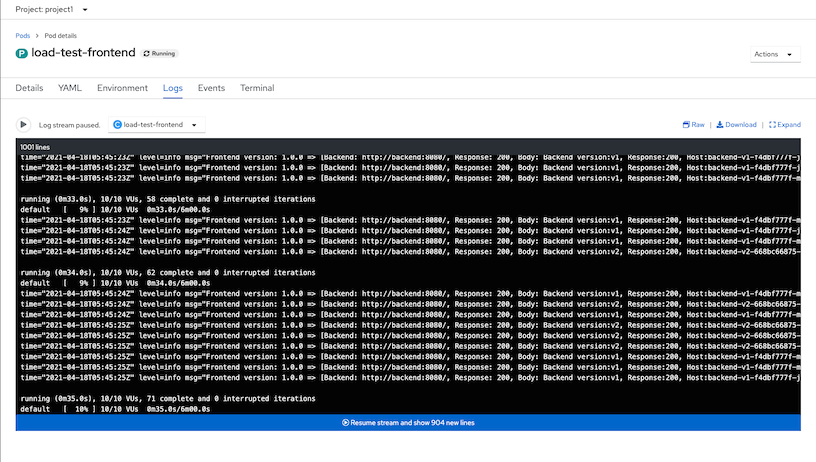 Project: project1
Pods > Pod details
P load-test-frontend Running
Actions
Details YAML Environment Logs Events Terminal
Log stream paused. C load-test-frontend Raw | Download | Expand
1001 lines
time="2021-04-18T05:45:23Z" level=info msg="Frontend version: 1.0.0 => [Backend: http://backend:8080/, Response: 200, Body: Backend version:v1, Response:200, Host:backend-v1-f4dbf777f-j
time="2021-04-18T05:45:23Z" level=info msg="Frontend version: 1.0.0 => [Backend: http://backend:8080/, Response: 200, Body: Backend version:v1, Response:200, Host:backend-v1-f4dbf777f-j
time="2021-04-18T05:45:23Z" level=info msg="Frontend version: 1.0.0 => [Backend: http://backend:8080/, Response: 200, Body: Backend version:v1, Response:200, Host:backend-v1-f4dbf777f-m
running (0m33.0s), 10/10 VUs, 58 complete and 0 interrupted iterations
default [ 9% ] 10/10 VUs 0m33.0s/6m00.0s
time="2021-04-18T05:45:23Z" level=info msg="Frontend version: 1.0.0 => [Backend: http://backend:8080/, Response: 200, Body: Backend version:v1, Response:200, Host:backend-v1-f4dbf777f-m
time="2021-04-18T05:45:24Z" level=info msg="Frontend version: 1.0.0 => [Backend: http://backend:8080/, Response: 200, Body: Backend version:v1, Response:200, Host:backend-v1-f4dbf777f-j
time="2021-04-18T05:45:24Z" level=info msg="Frontend version: 1.0.0 => [Backend: http://backend:8080/, Response: 200, Body: Backend version:v1, Response:200, Host:backend-v1-f4dbf777f-m
time="2021-04-18T05:45:24Z" level=info msg="Frontend version: 1.0.0 => [Backend: http://backend:8080/, Response: 200, Body: Backend version:v2, Response:200, Host:backend-v2-668bc66875-
running (0m34.0s), 10/10 VUs, 62 complete and 0 interrupted iterations
default [ 9% ] 10/10 VUs 0m34.0s/6m00.0s
time="2021-04-18T05:45:24Z" level=info msg="Frontend version: 1.0.0 => [Backend: http://backend:8080/, Response: 200, Body: Backend version:v1, Response:200, Host:backend-v1-f4dbf777f-m
time="2021-04-18T05:45:24Z" level=info msg="Frontend version: 1.0.0 => [Backend: http://backend:8080/, Response: 200, Body: Backend version:v2, Response:200, Host:backend-v2-668bc66875-
time="2021-04-18T05:45:24Z" level=info msg="Frontend version: 1.0.0 => [Backend: http://backend:8080/, Response: 200, Body: Backend version:v1, Response:200, Host:backend-v1-f4dbf777f-j
time="2021-04-18T05:45:25Z" level=info msg="Frontend version: 1.0.0 => [Backend: http://backend:8080/, Response: 200, Body: Backend version:v2, Response:200, Host:backend-v2-668bc66875-
time="2021-04-18T05:45:25Z" level=info msg="Frontend version: 1.0.0 => [Backend: http://backend:8080/, Response: 200, Body: Backend version:v2, Response:200, Host:backend-v2-668bc66875-
time="2021-04-18T05:45:25Z" level=info msg="Frontend version: 1.0.0 => [Backend: http://backend:8080/, Response: 200, Body: Backend version:v2, Response:200, Host:backend-v2-668bc66875-
time="2021-04-18T05:45:25Z" level=info msg="Frontend version: 1.0.0 => [Backend: http://backend:8080/, Response: 200, Body: Backend version:v1, Response:200, Host:backend-v1-f4dbf777f-m
time="2021-04-18T05:45:25Z" level=info msg="Frontend version: 1.0.0 => [Backend: http://backend:8080/, Response: 200, Body: Backend version:v1, Response:200, Host:backend-v1-f4dbf777f-m
time="2021-04-18T05:45:25Z" level=info msg="Frontend version: 1.0.0 => [Backend: http://backend:8080/, Response: 200, Body: Backend version:v1, Response:200, Host:backend-v1-f4dbf777f-j
running (0m35.0s), 10/10 VUs, 71 complete and 0 interrupted iterations
default [ 10% ] 10/10 VUs 0m35.0s/6m00.0s
Resume stream and show 904 new lines